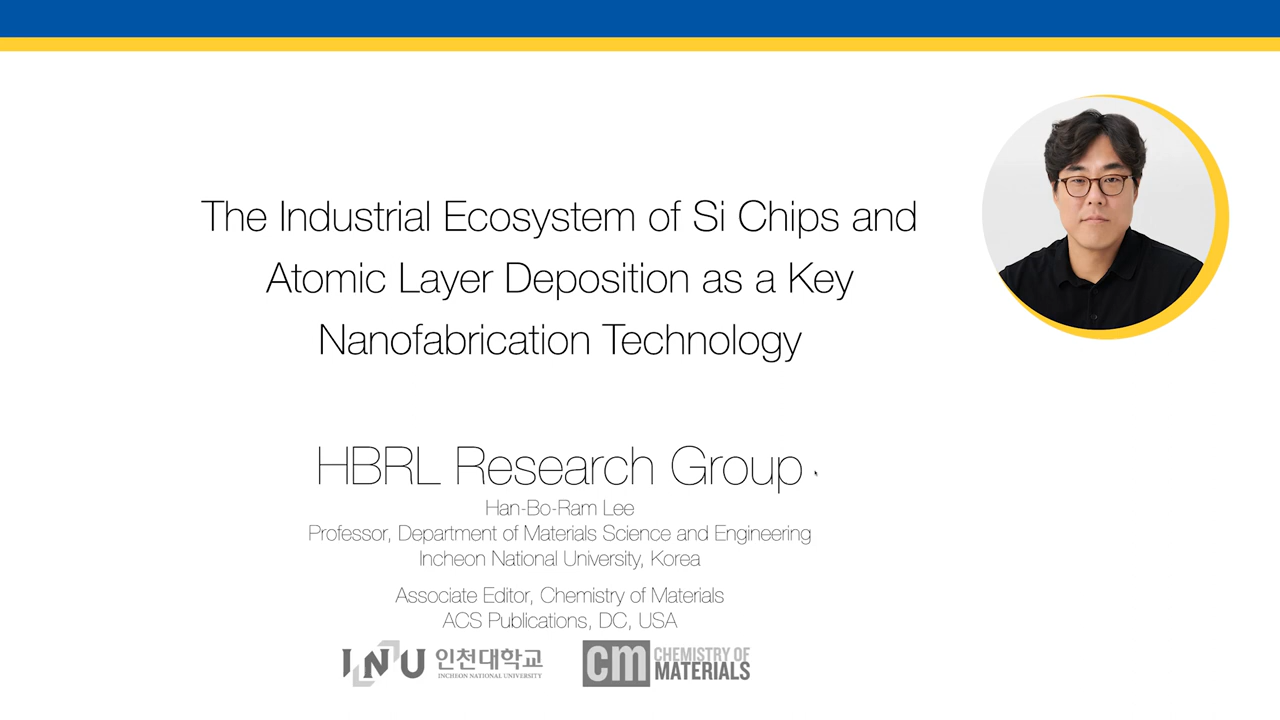 The Industrial Ecosystem of Si Chips and
Atomic Layer Deposition as a Key
Nanofabrication Technology
HBRL Research Group
Han-Bo-Ram Lee
Professor, Department of Materials Science and Engineering
Incheon National University, Korea
Associate Editor, Chemistry of Materials
ACS Publications, DC, USA
INU 인천대학교
INCHEON NATIONAL UNIVERSITY
cm CHEMISTRY OF
MATERIALS